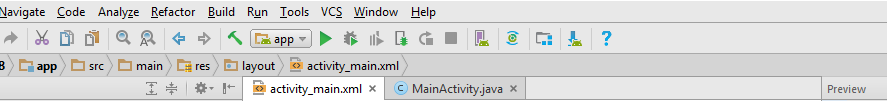 Navigate Code Analyze Refactor Build Run Tools VCS Window Help
app
B app src main res layout activity_main.xml
activity_main.xml MainActivity.java Preview